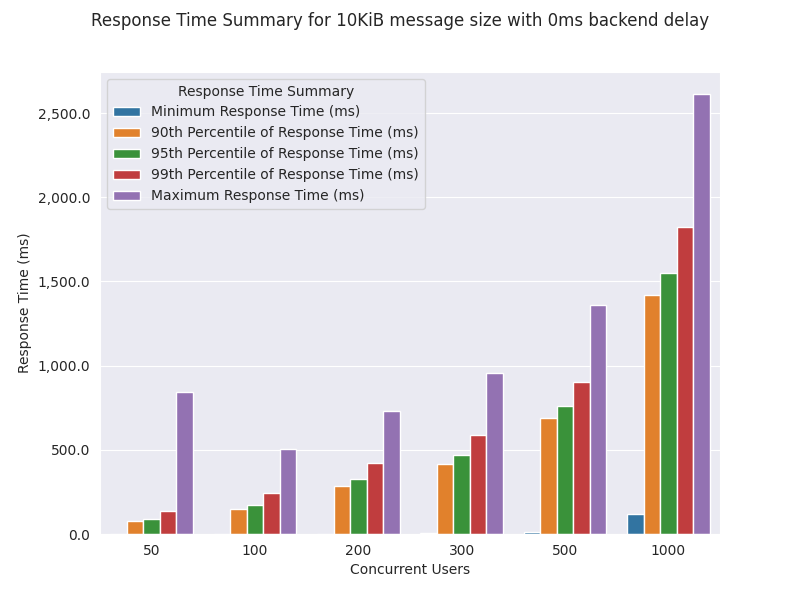 Response Time Summary for 10KiB message size with 0ms backend delay
Response Time Summary
Minimum Response Time (ms)
90th Percentile of Response Time (ms)
95th Percentile of Response Time (ms)
99th Percentile of Response Time (ms)
Maximum Response Time (ms)
2,500.0
2,000.0
1,500.0
1,000.0
500.0
0.0
Response Time (ms)
50 100 200 300 500 1000
Concurrent Users